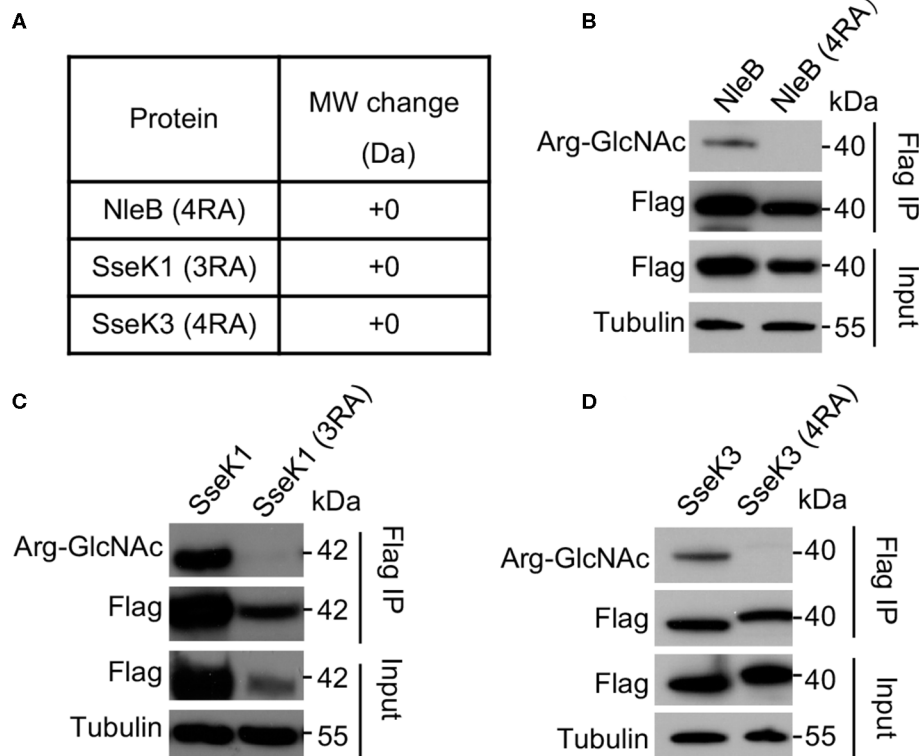 A
Protein MW change (Da)
NleB (4RA) +0
SseK1 (3RA) +0
SseK3 (4RA) +0
B
NleB NleB (4RA) kDa
Arg-GlcNAc -40
Flag -40
Flag IP
Flag -40
Tubulin -55
Input
C
SseK1 SseK1 (3RA) kDa
Arg-GlcNAc -42
Flag -42
Flag IP
Flag -42
Tubulin -55
Input
D
SseK3 SseK3 (4RA) kDa
Arg-GlcNAc -40
Flag -40
Flag IP
Flag -40
Tubulin -55
Input